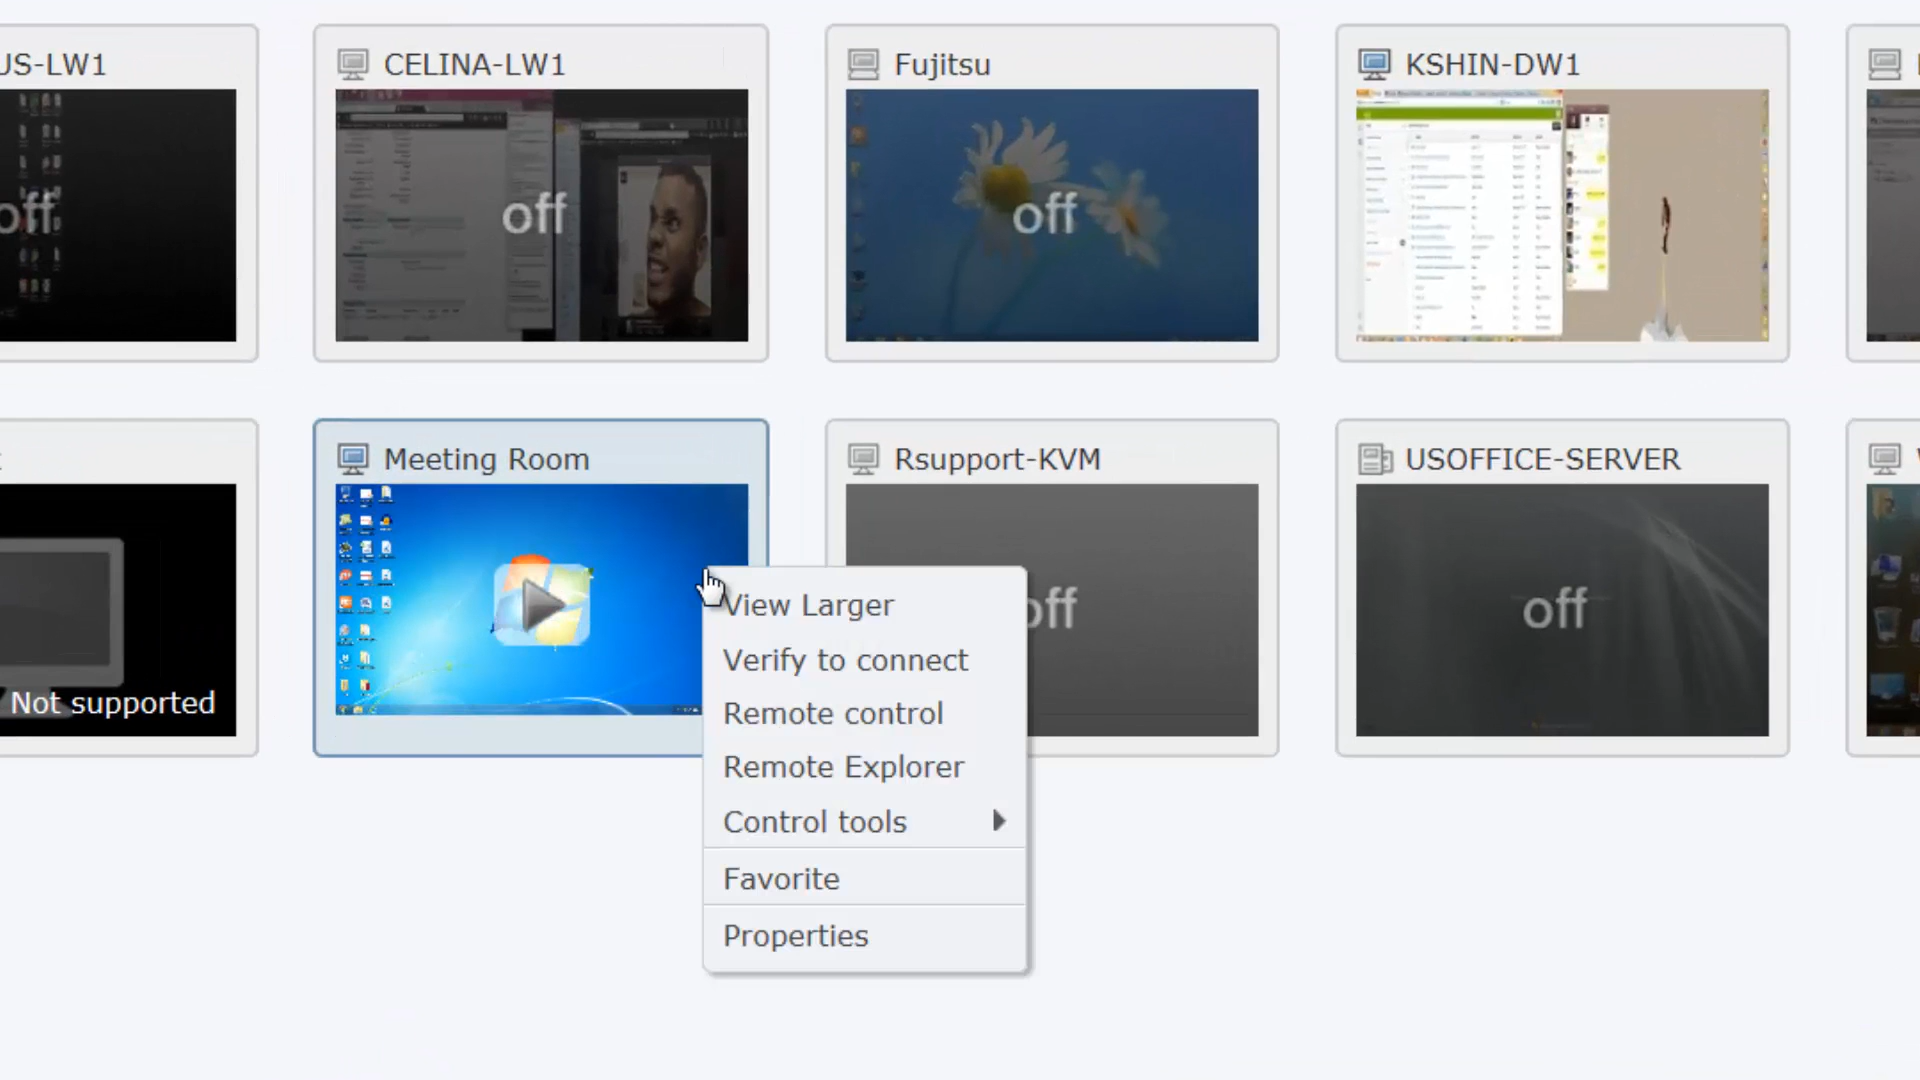 US-LW1
CELINA-LW1
Fujitsu
KSHIN-DW1
off
off
off
Meeting Room
Rsupport-KVM
USOFFICE-SERVER
Not supported
off
off
View Larger
Verify to connect
Remote control
Remote Explorer
Control tools
Favorite
Properties